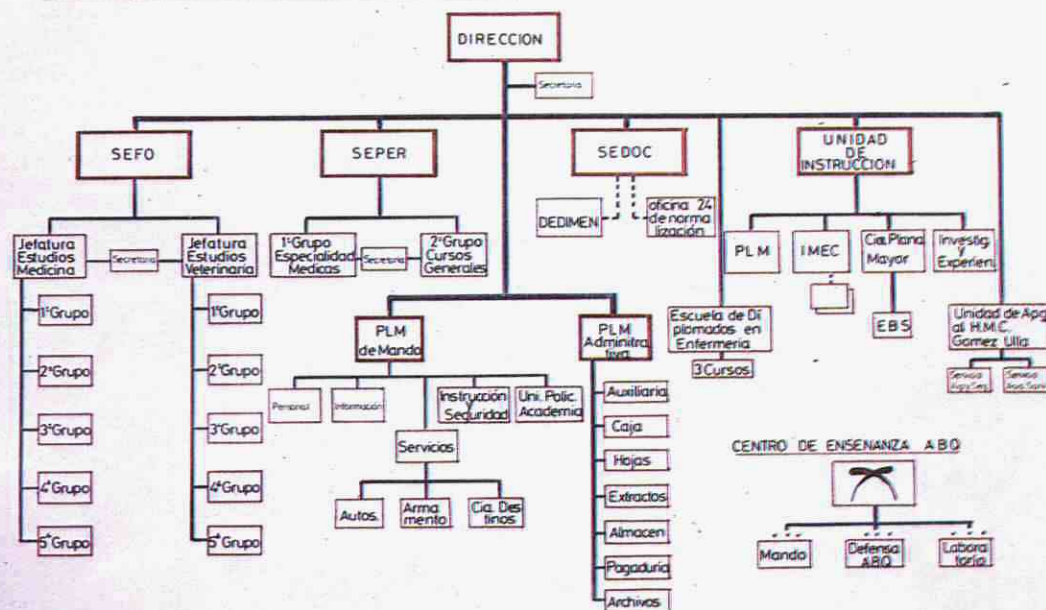 DIRECCION
Secretaria
SEFO
SEPER
SEDOC
UNIDAD
DE
INSTRUCCION
DEDIMEN
oficina 24
de norma
lización
Jefatura
Estudios
Medicina
Secretaria
Jefatura
Estudios
Veterinaria
1º Grupo
Especialidad
Medicas
Secretaria
2º Grupo
Cursos
Generales
PLM
IMEC
Cia. Plana
Mayor
Investig.
y
Experien.
EBS
1º Grupo
2º Grupo
3º Grupo
4º Grupo
5º Grupo
1º Grupo
2º Grupo
3º Grupo
4º Grupo
5º Grupo
PLM
de Mando
PLM
Adminitra
tiva
Escuela de Di
plomados en
Enfermeria
3 Cursos
Unidad de Apo
al H.M.C.
Gomez Ulla
Servicio
Servicio
Personal
Información
Instrucción
y
Seguridad
Uni. Polic.
Academia
Servicios
Autos.
Arma
mento
Cia. Des
tinos
Auxiliaria
Caja
Hojas
Extractos
Almacen
Pagaduria
Archivos
CENTRO DE ENSEÑANZA A B Q
Mando
Defensa
A.B.Q.
Labora
torio